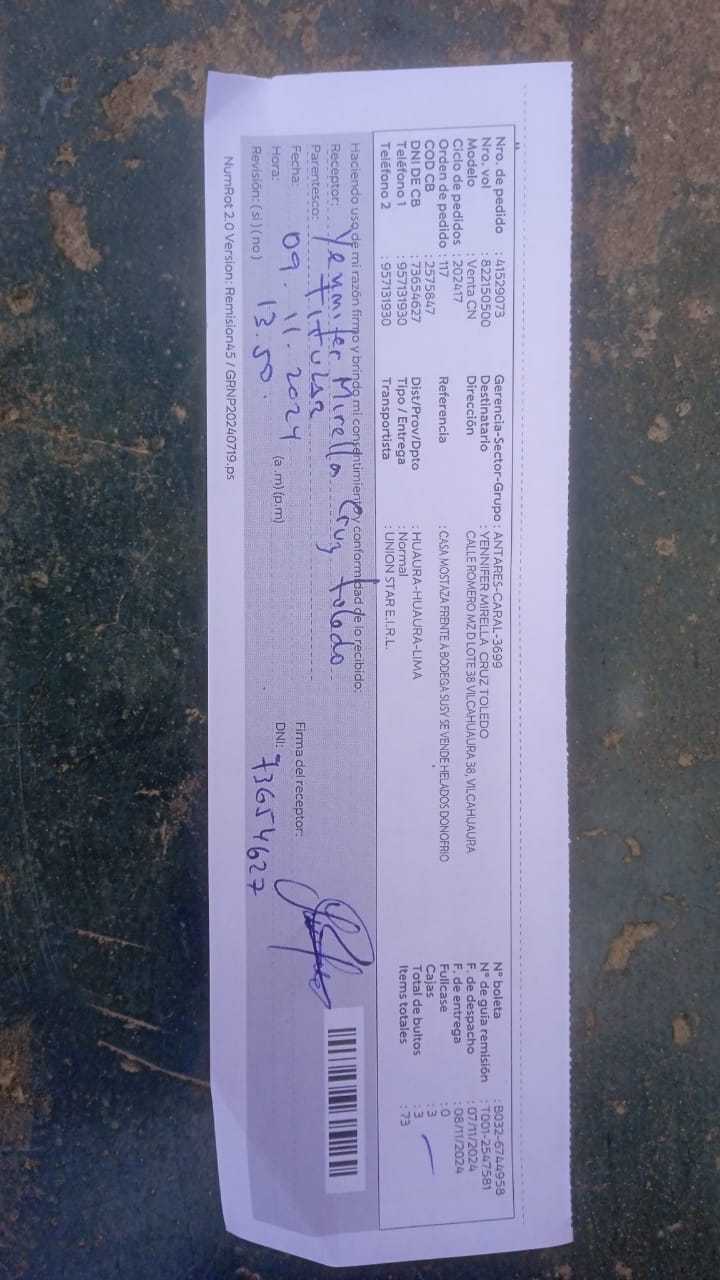 Nro. de pedido : 41529073 Gerencia-Sector-Grupo : ANTARES-CARAL-3699 N° boleta : B032-6744958
Nro. vol : 822150500 Destinatario : YENNIFER MIRELLA CRUZ TOLEDO N° de guía remisión : T001-2547581
Modelo : Venta CN Dirección CALLE ROMERO MZ D LOTE 38 VILCAHUAURA 38, VILCAHUAURA F. de despacho : 07/11/2024
Ciclo de pedidos : 202417 F. de entrega : 08/11/2024
Orden de pedido : 117 Referencia : CASA MOSTAZA FRENTE A BODEGA SUSY SE VENDE HELADOS DONOFRIO Fullcase : 0
COD CB : 2575847 Cajas : 3
DNI DE CB : 73654627 Dist/Prov/Dpto : HUAURA-HUAURA-LIMA Total de bultos : 3
Teléfono 1 : 957131930 Tipo / Entrega : Normal Items totales : 73
Teléfono 2 : 957131930 Transportista : UNION STAR E.I.R.L.
Haciendo uso de mi razón firmo y brindo mi consentimiento y conformidad de lo recibido:
Receptor: Yennifer Mirella Cruz toledo
Parentesco: titular
Fecha: 09. 11. 2024 Firma del receptor:
Hora: 13.50. (a.m)(p.m) DNI: 73654627
Revisión: (si) (no)
NumRot 2.0 Version: Remision45 / GRNP20240719.ps